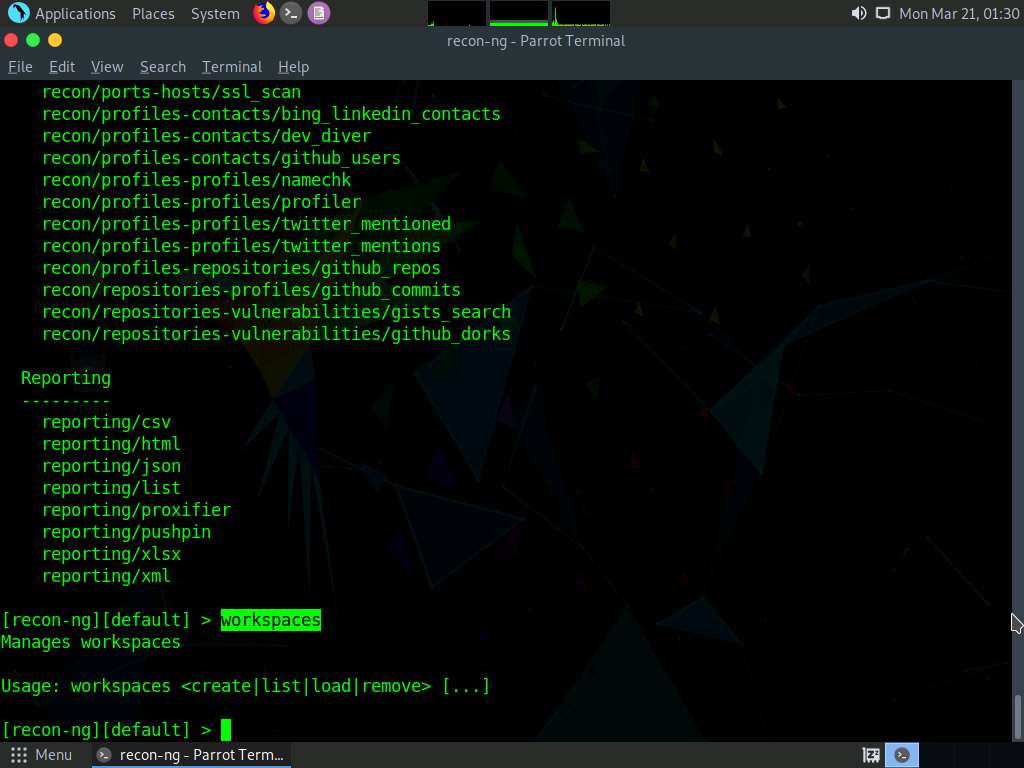 Applications Places System Mon Mar 21, 01:30
recon-ng - Parrot Terminal
File Edit View Search Terminal Help
recon/ports-hosts/ssl_scan
recon/profiles-contacts/bing_linkedin_contacts
recon/profiles-contacts/dev_diver
recon/profiles-contacts/github_users
recon/profiles-profiles/namechk
recon/profiles-profiles/profiler
recon/profiles-profiles/twitter_mentioned
recon/profiles-profiles/twitter_mentions
recon/profiles-repositories/github_repos
recon/repositories-profiles/github_commits
recon/repositories-vulnerabilities/gists_search
recon/repositories-vulnerabilities/github_dorks
Reporting
---------
reporting/csv
reporting/html
reporting/json
reporting/list
reporting/proxifier
reporting/pushpin
reporting/xlsx
reporting/xml
[recon-ng][default] > workspaces
Manages workspaces
Usage: workspaces <create|list|load|remove> [...]
[recon-ng][default] >
Menu recon-ng - Parrot Term...